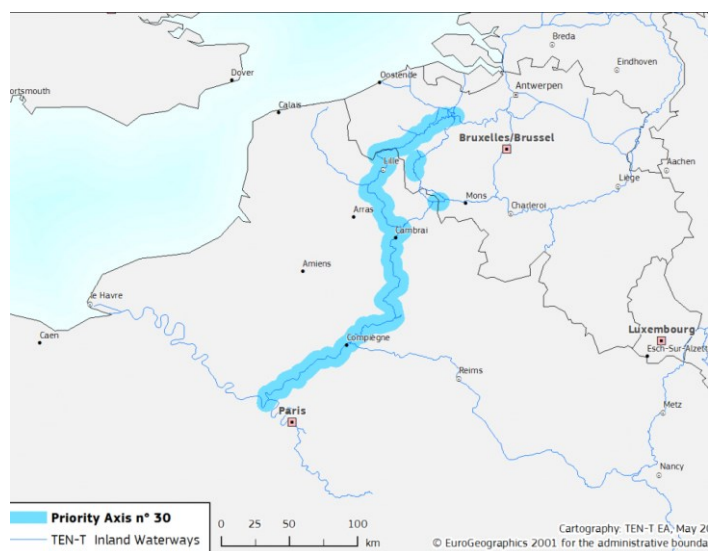 Breda
Eindhoven
Dover
Oostende
Antwerpen
Calais
Bruxelles/Brussel
Lille
Aachen
Liège
Mons
Charleroi
Arras
Cambrai
Amiens
le Havre
Luxembourg
Caen
Compiègne
Esch-Sur-Alzett
Reims
Paris
Metz
Nancy
Priority Axis n° 30
TEN-T Inland Waterways
0 25 50 100
km
Cartography: TEN-T EA, May 20
© EuroGeographics 2001 for the administrative bounda